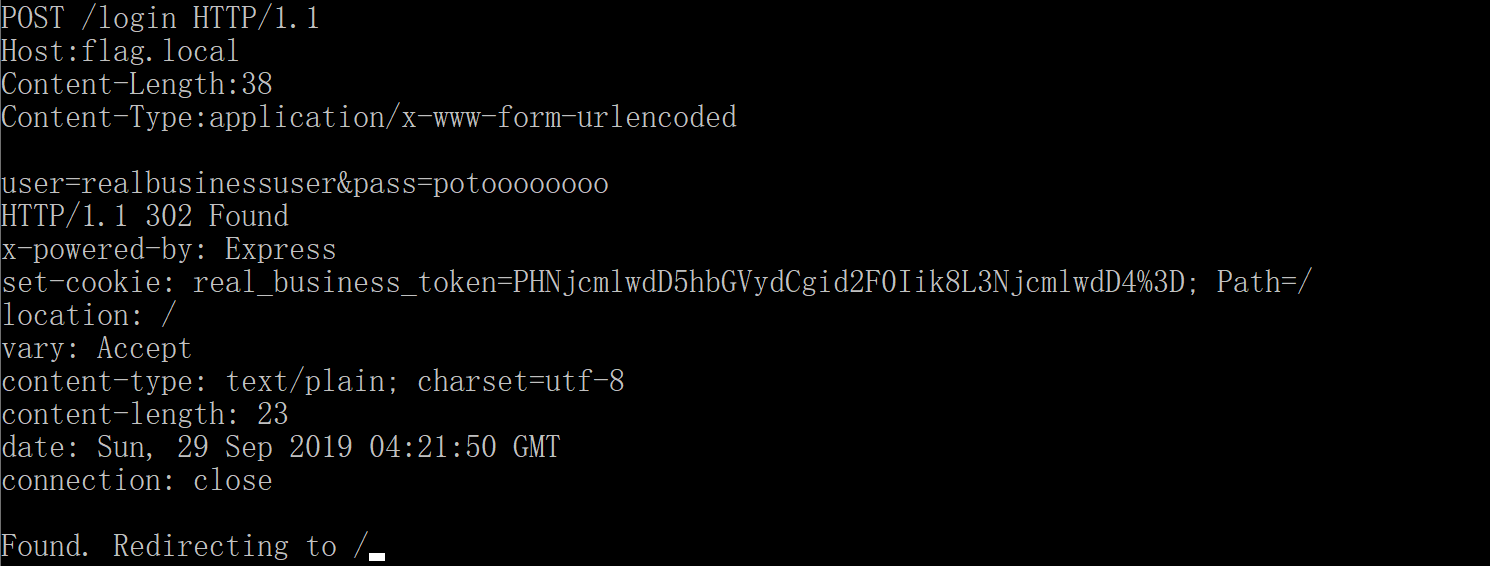 POST /login HTTP/1.1
Host:flag.local
Content-Length:38
Content-Type:application/x-www-form-urlencoded
user=realbusinessuser&pass=potoooooooo
HTTP/1.1 302 Found
x-powered-by: Express
set-cookie: real_business_token=PHNjcmlwdD5hbGVydCgid2F0Iik8L3NjcmlwdD4%3D; Path=/
location: /
vary: Accept
content-type: text/plain; charset=utf-8
content-length: 23
date: Sun, 29 Sep 2019 04:21:50 GMT
connection: close
Found. Redirecting to /